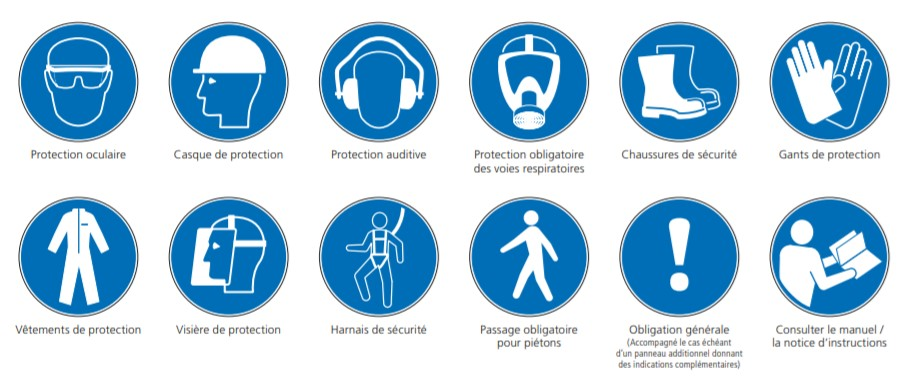 Protection oculaire
Casque de protection
Protection auditive
Protection obligatoire
des voies respiratoires
Chaussures de sécurité
Gants de protection
Vêtements de protection
Visière de protection
Harnais de sécurité
Passage obligatoire
pour piétons
Obligation générale
(Accompagné le cas échéant
d'un panneau additionnel donnant
des indications complémentaires)
Consulter le manuel /
la notice d'instructions